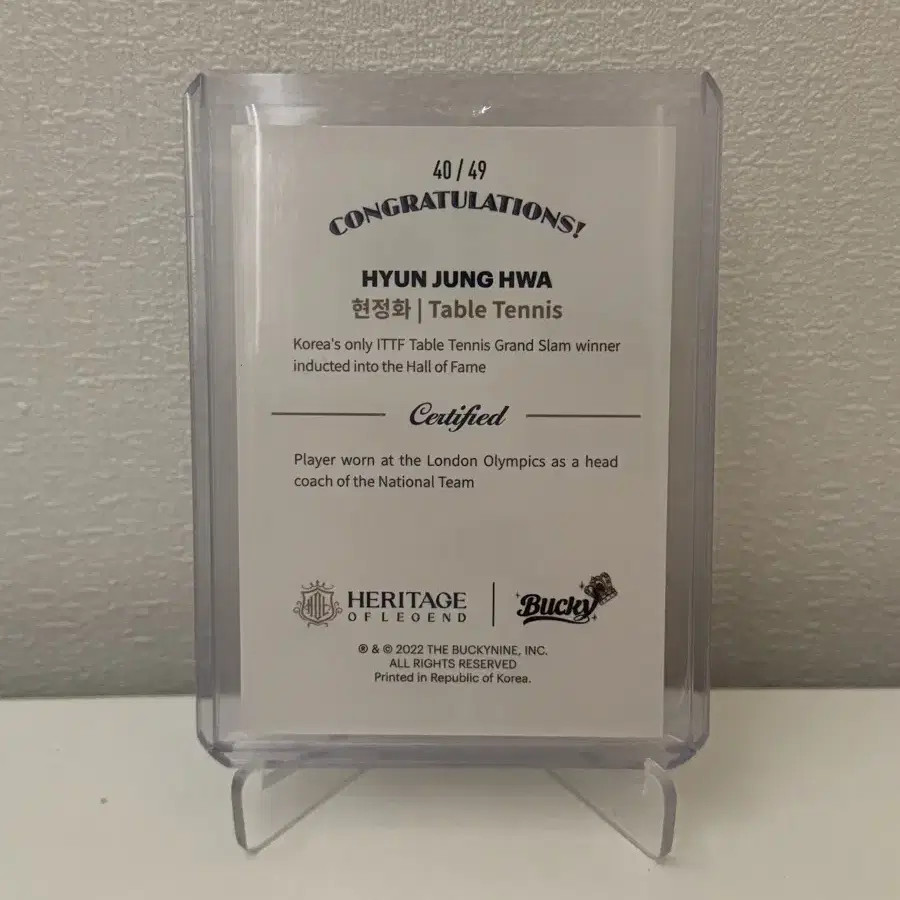 40 / 49
CONGRATULATIONS!
HYUN JUNG HWA
현정화 | Table Tennis
Korea's only ITTF Table Tennis Grand Slam winner
inducted into the Hall of Fame
Certified
Player worn at the London Olympics as a head
coach of the National Team
HOL HERITAGE
OF LEGEND
Bucky
® & © 2022 THE BUCKYNINE, INC.
ALL RIGHTS RESERVED
Printed in Republic of Korea.